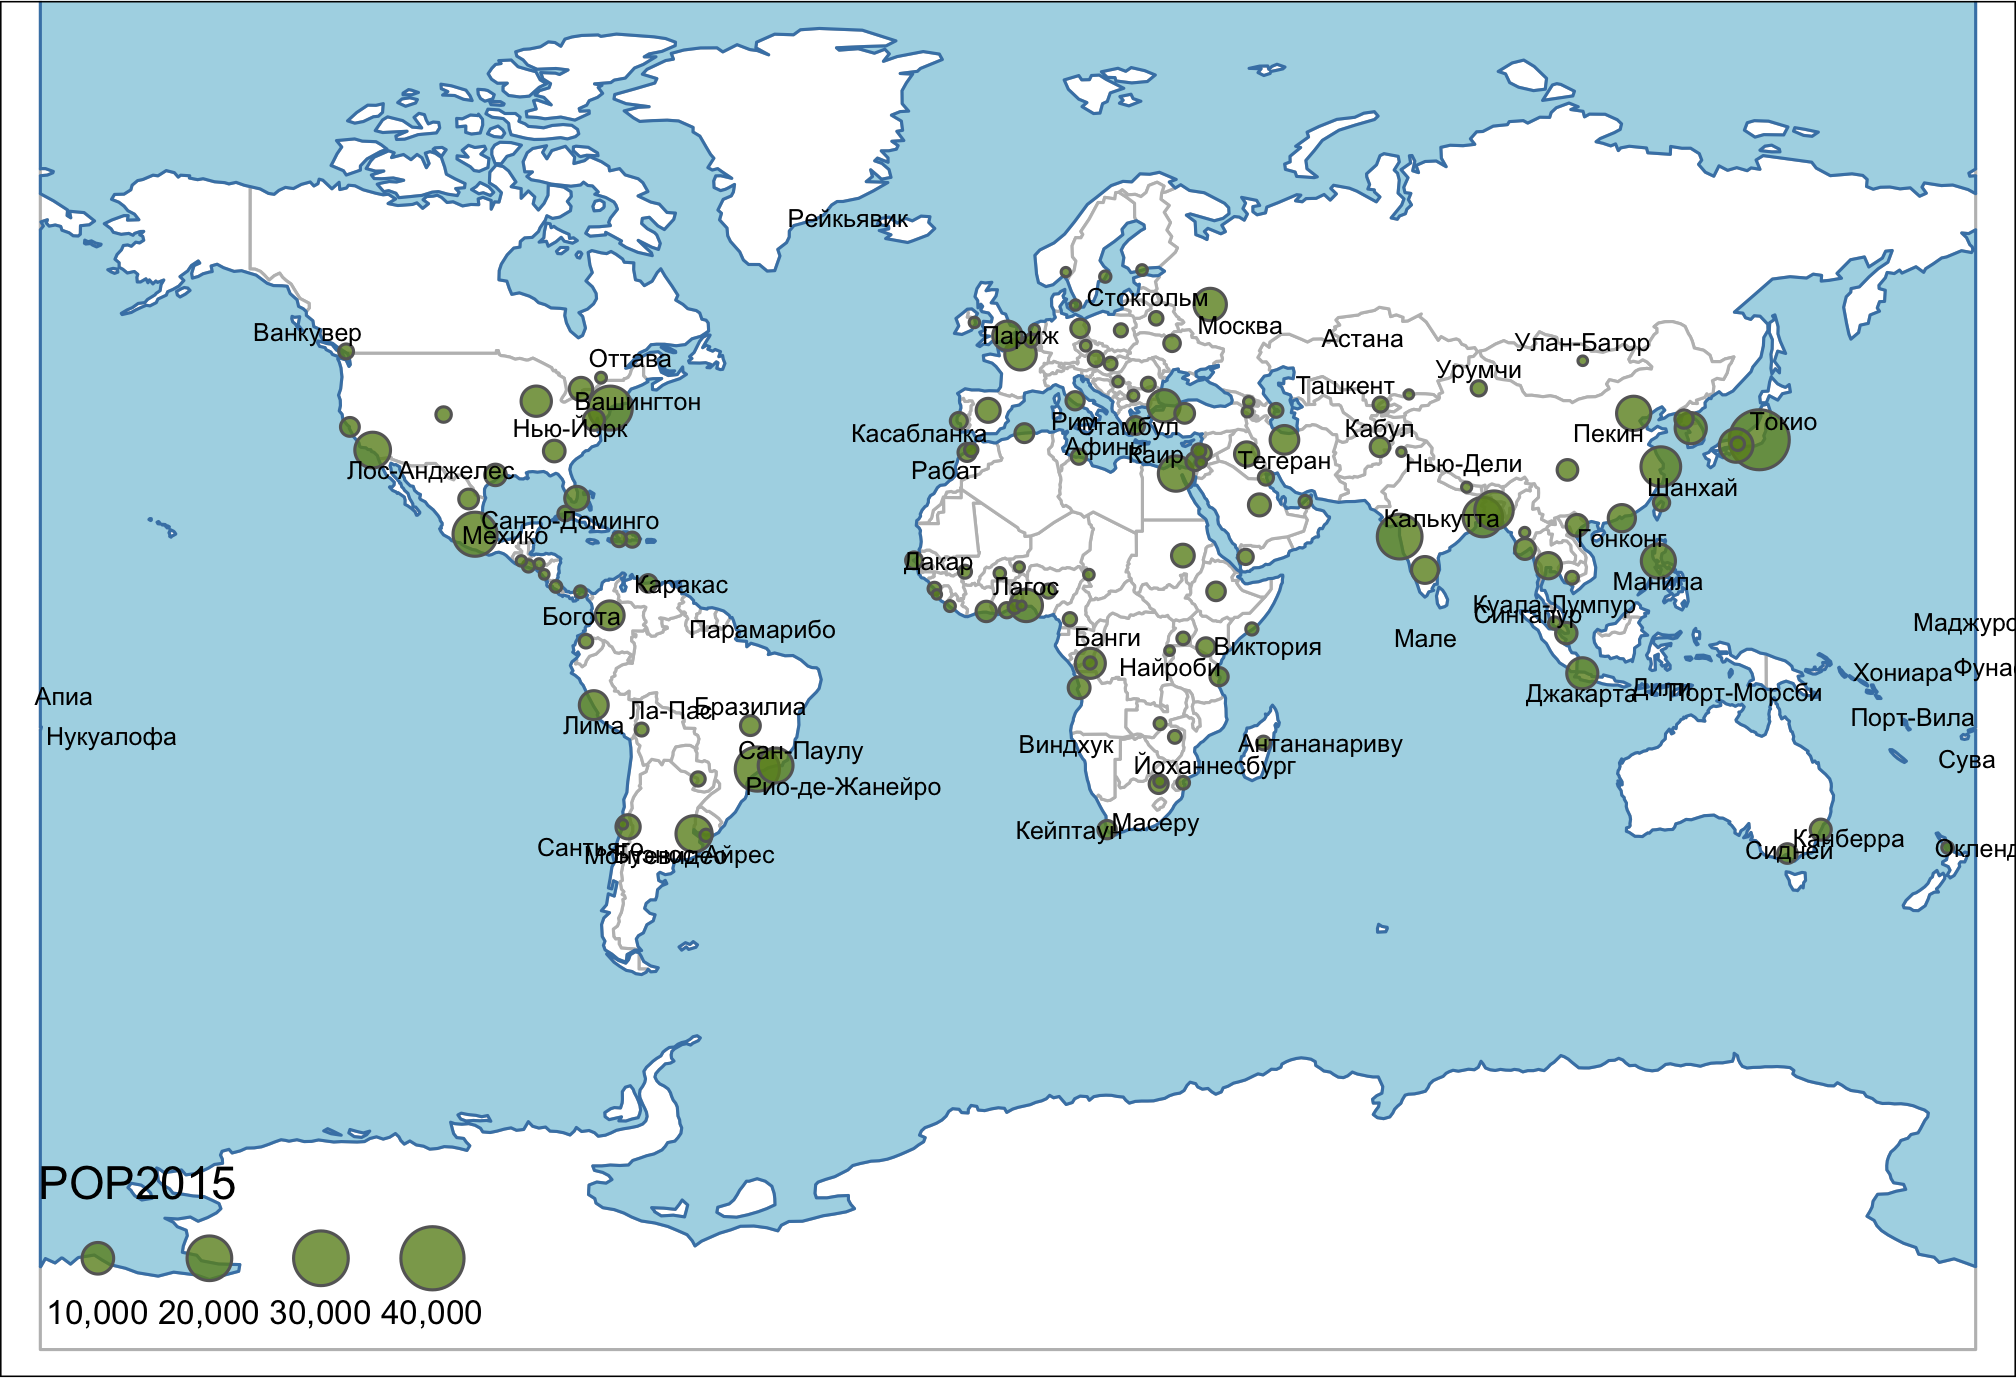 Рейкьявик
Стокгольм
Москва
Ванкувер
Париж
Астана
Улан-Батор
Оттава
Урумчи
Ташкент
Вашингтон
Нью-Йорк
Касабланка
Рим
Стамбул
Кабул
Пекин
Токио
Афины
Каир
Тегеран
Нью-Дели
Лос-Анджелес
Рабат
Шанхай
Санто-Доминго
Мехико
Калькутта
Гонконг
Дакар
Манила
Каракас
Лагос
Богота
Куала-Лумпур
Сингапур
Парамарибо
Банги
Виктория
Мале
Маджуро
Найроби
Хониара
Фуна
Апиа
Джакарта
Дили
Порт-Морсби
Ла-Пас
Бразилиа
Лима
Порт-Вила
Нукуалофа
Виндхук
Антананариву
Сан-Паулу
Йоханнесбург
Сува
Рио-де-Жанейро
Кейптаун
Масеру
Канберра
Сантьяго
Монтевидео
Буэнос-Айрес
Сидней
Окленд
POP2015
10,000 20,000 30,000 40,000